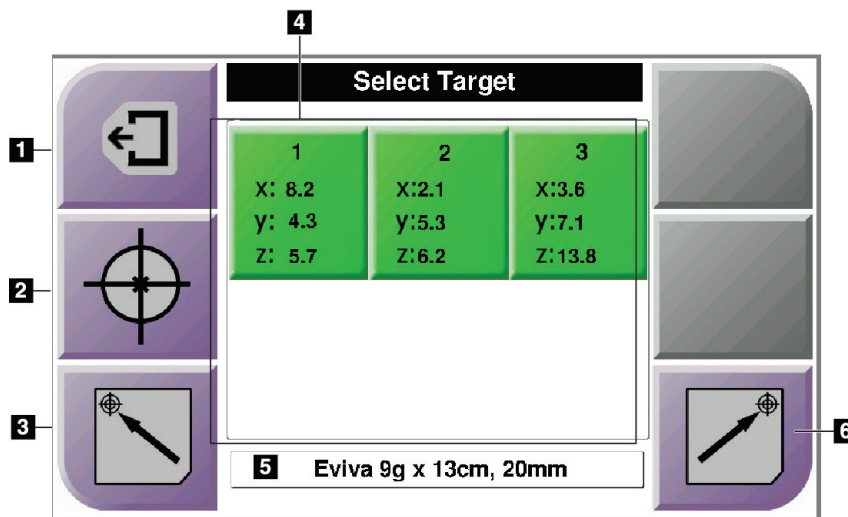 4
Select Target
1
1 2 3
x: 8.2 x:2.1 x:3.6
y: 4.3 y:5.3 y:7.1
z: 5.7 z:6.2 z:13.8
2
3
6
5 Eviva 9g x 13cm, 20mm